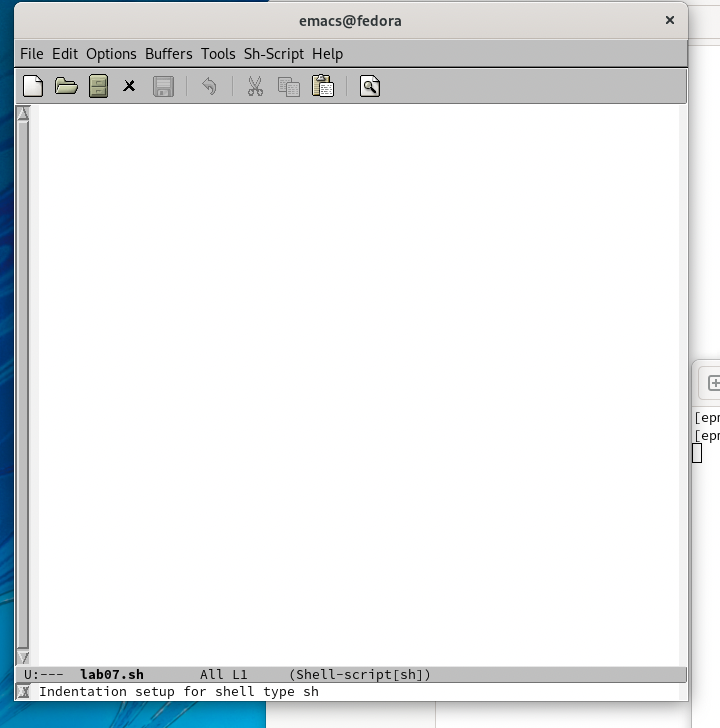 emacs@fedora
File Edit Options Buffers Tools Sh-Script Help
[epr
[epr
U:--- lab07.sh All L1 (Shell-script[sh])
Indentation setup for shell type sh